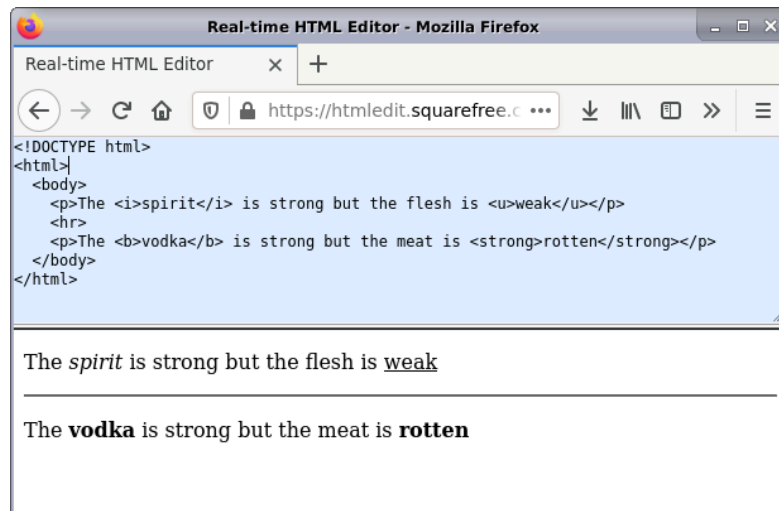 Real-time HTML Editor - Mozilla Firefox
Real-time HTML Editor
https://htmledit.squarefree.c
<!DOCTYPE html>
<html>
  <body>
    <p>The <i>spirit</i> is strong but the flesh is <u>weak</u></p>
    <hr>
    <p>The <b>vodka</b> is strong but the meat is <strong>rotten</strong></p>
  </body>
</html>
The spirit is strong but the flesh is weak
The vodka is strong but the meat is rotten